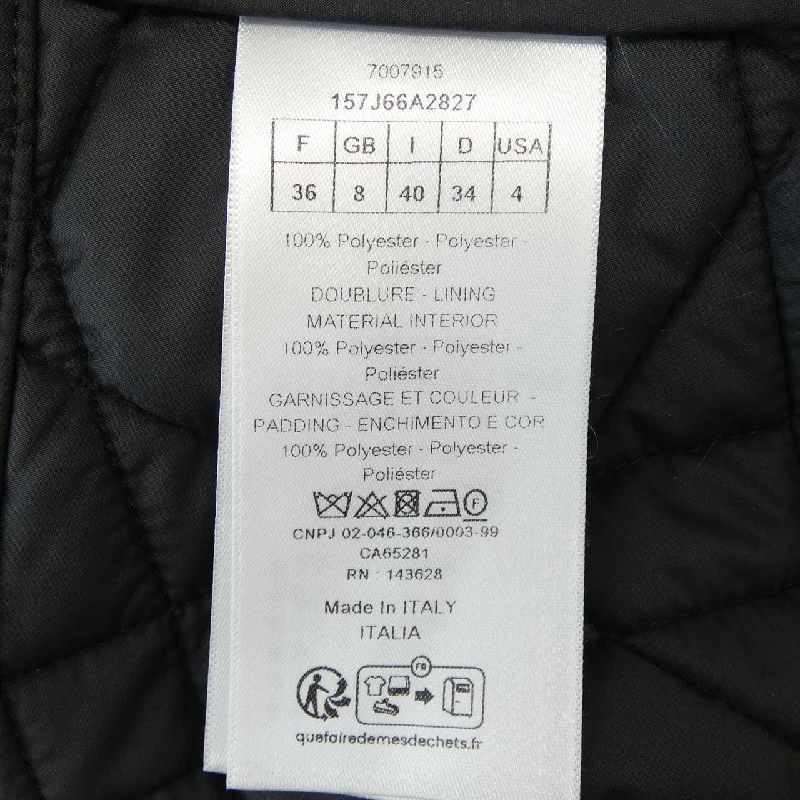 7007915
157J66A2827
F GB I D USA
36 8 40 34 4
100% Polyester - Polyester -
Poliéster
DOUBLURE - LINING
MATERIAL INTERIOR
100% Polyester - Polyester -
Poliéster
GARNISSAGE ET COULEUR -
PADDING - ENCHIMENTO E COR
100% Polyester - Polyester -
Poliéster
F
CNPJ 02-046-366/0003-99
CA65281
RN : 143628
Made In ITALY
ITALIA
FR
quefairedemesdechets.fr